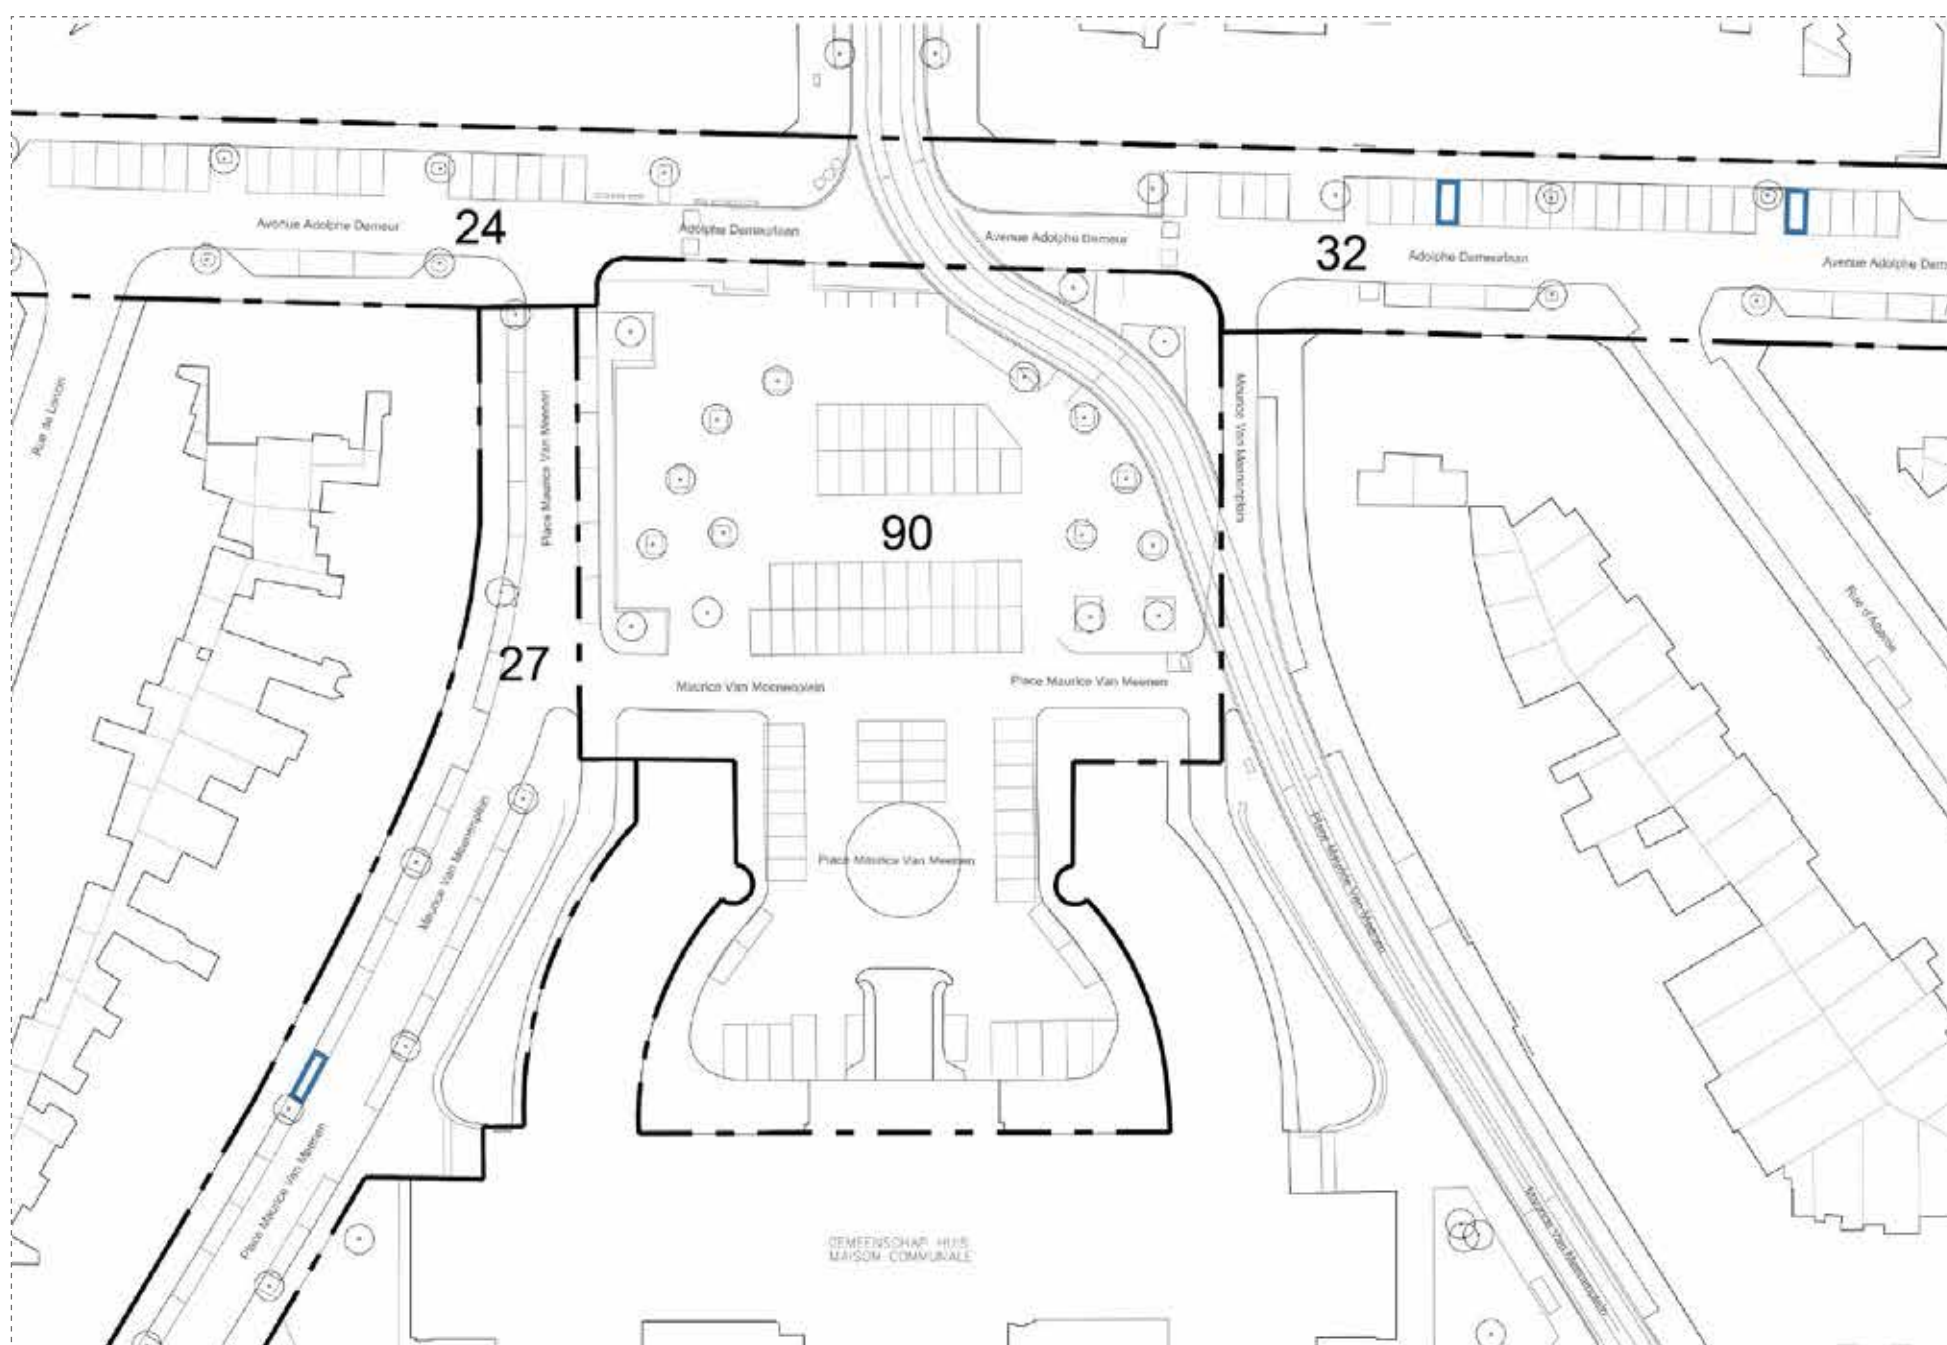 Avenue Adolphe Demeur
24
Adolphe Demeurlaan
Avenue Adolphe Demeur
32
Adolphe Demeurlaan
Avenue Adolphe Dem
Rue de Lausanne
Place Maurice Van Meenen
Maurice Van Meenenplein
90
27
Maurice Van Meenenplein
Place Maurice Van Meenen
Rue d'Albanie
Maurice Van Meenenplein
Place Maurice Van Meenen
Place Maurice Van Meenen
Place Maurice Van Meenen
Maurice Van Meenenplein
GEMEENSCHAP HUIS
MAISON COMMUNALE